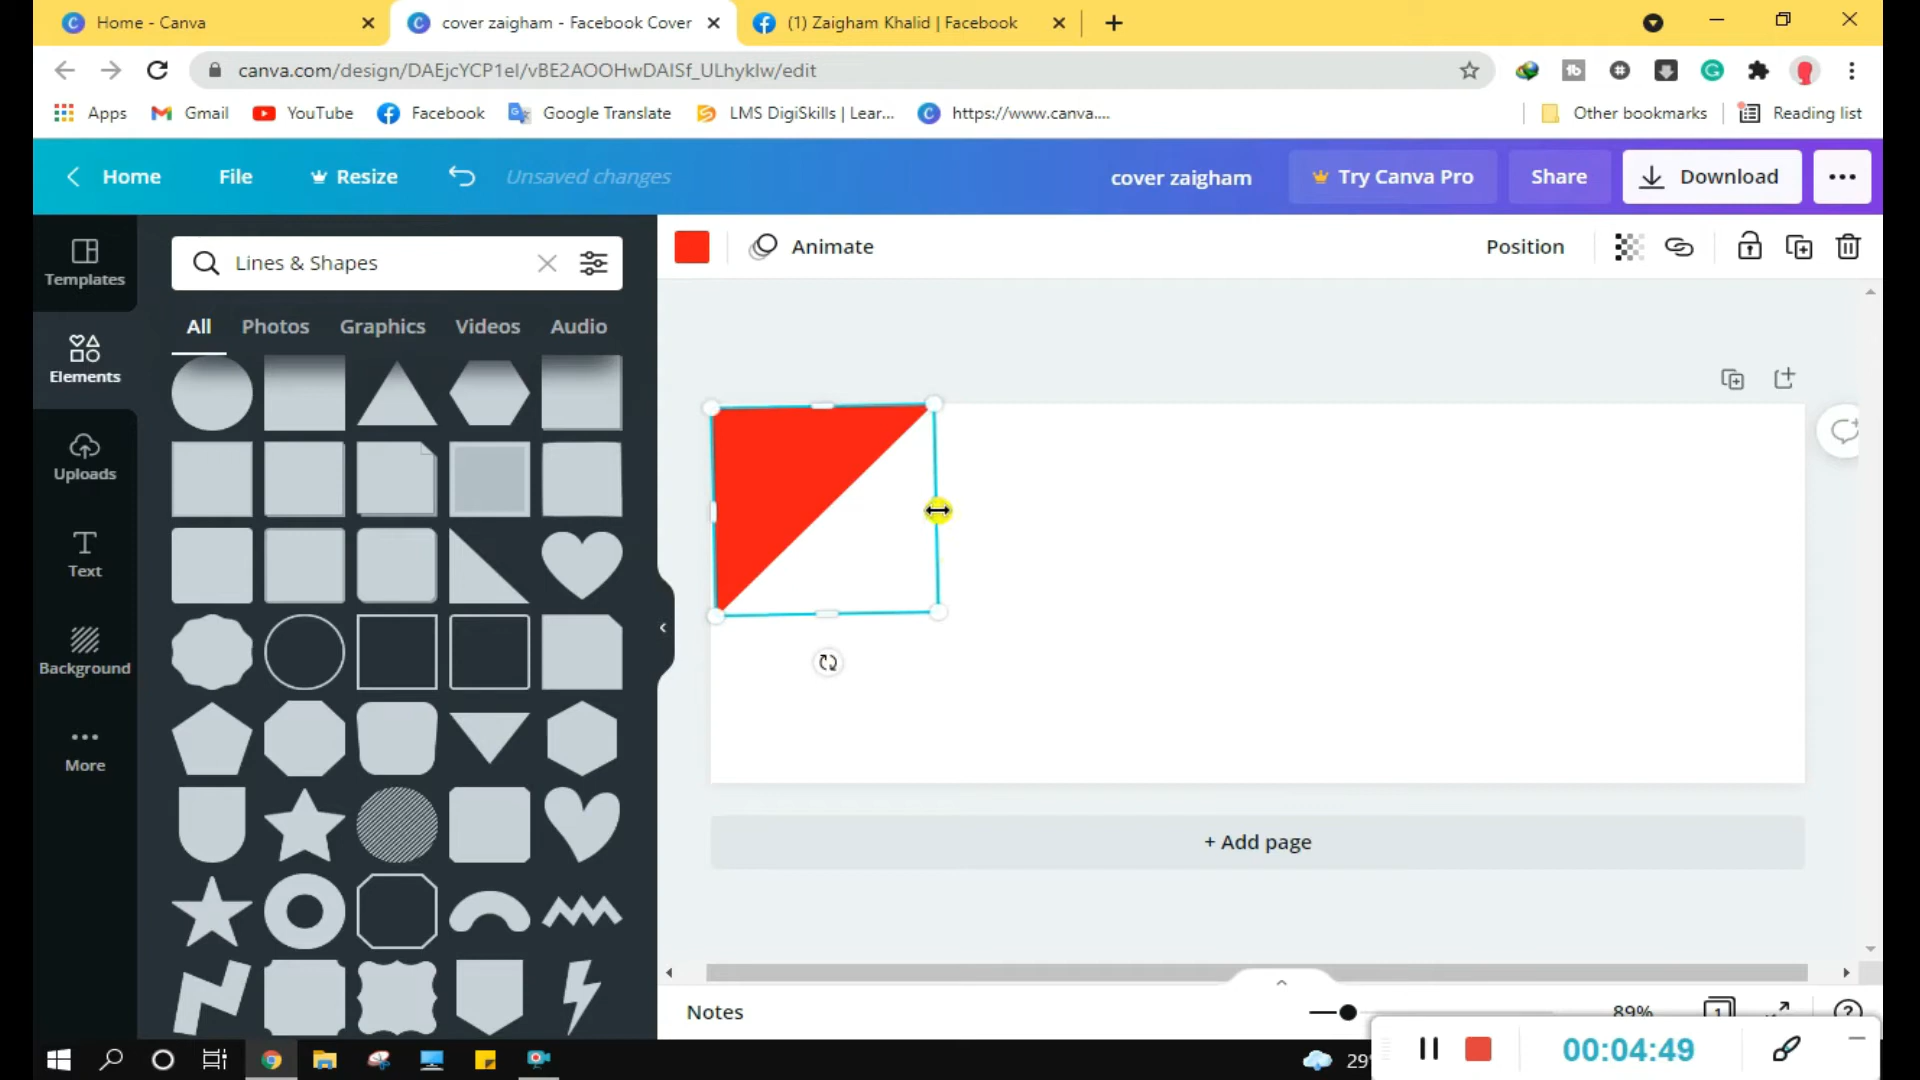 Home - Canva
cover zaigham - Facebook Cover
(1) Zaigham Khalid | Facebook
canva.com/design/DAEjcYCP1eI/vBE2AOOHwDAISf_ULhyklw/edit
Apps
Gmail
YouTube
Facebook
Google Translate
LMS DigiSkills | Lear...
https://www.canva....
Other bookmarks
Reading list
Home
File
Resize
Unsaved changes
cover zaigham
Try Canva Pro
Share
Download
Templates
Elements
Uploads
Text
Background
More
Lines & Shapes
All
Photos
Graphics
Videos
Audio
Animate
Position
+ Add page
Notes
89%
1
29
00:04:49